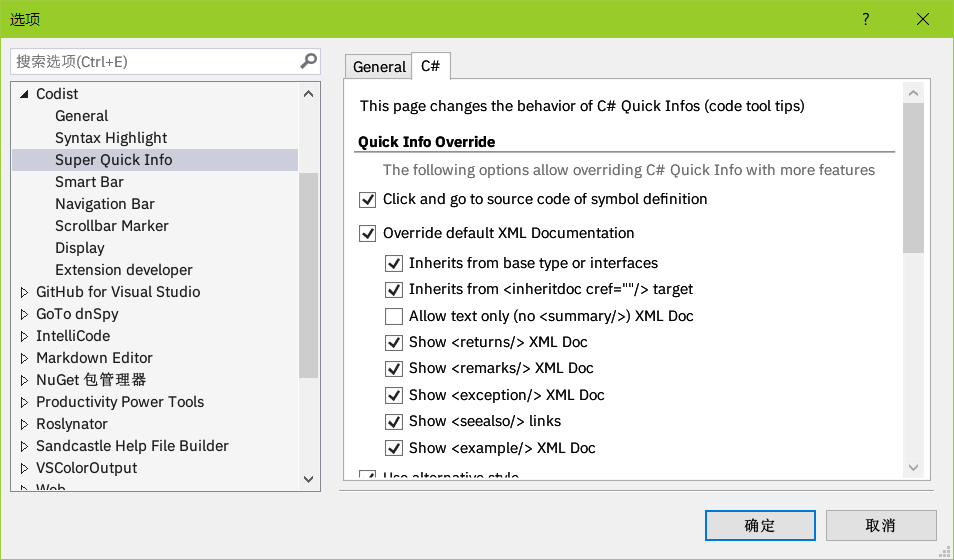 选项
?
搜索选项(Ctrl+E)
Codist
General
Syntax Highlight
Super Quick Info
Smart Bar
Navigation Bar
Scrollbar Marker
Display
Extension developer
GitHub for Visual Studio
GoTo dnSpy
IntelliCode
Markdown Editor
NuGet 包管理器
Productivity Power Tools
Roslynator
Sandcastle Help File Builder
VSColorOutput
Web
General
C#
This page changes the behavior of C# Quick Infos (code tool tips)
Quick Info Override
The following options allow overriding C# Quick Info with more features
Click and go to source code of symbol definition
Override default XML Documentation
Inherits from base type or interfaces
Inherits from <inheritdoc cref=""/> target
Allow text only (no <summary/>) XML Doc
Show <returns/> XML Doc
Show <remarks/> XML Doc
Show <exception/> XML Doc
Show <seealso/> links
Show <example/> XML Doc
Use alternative style
确定
取消